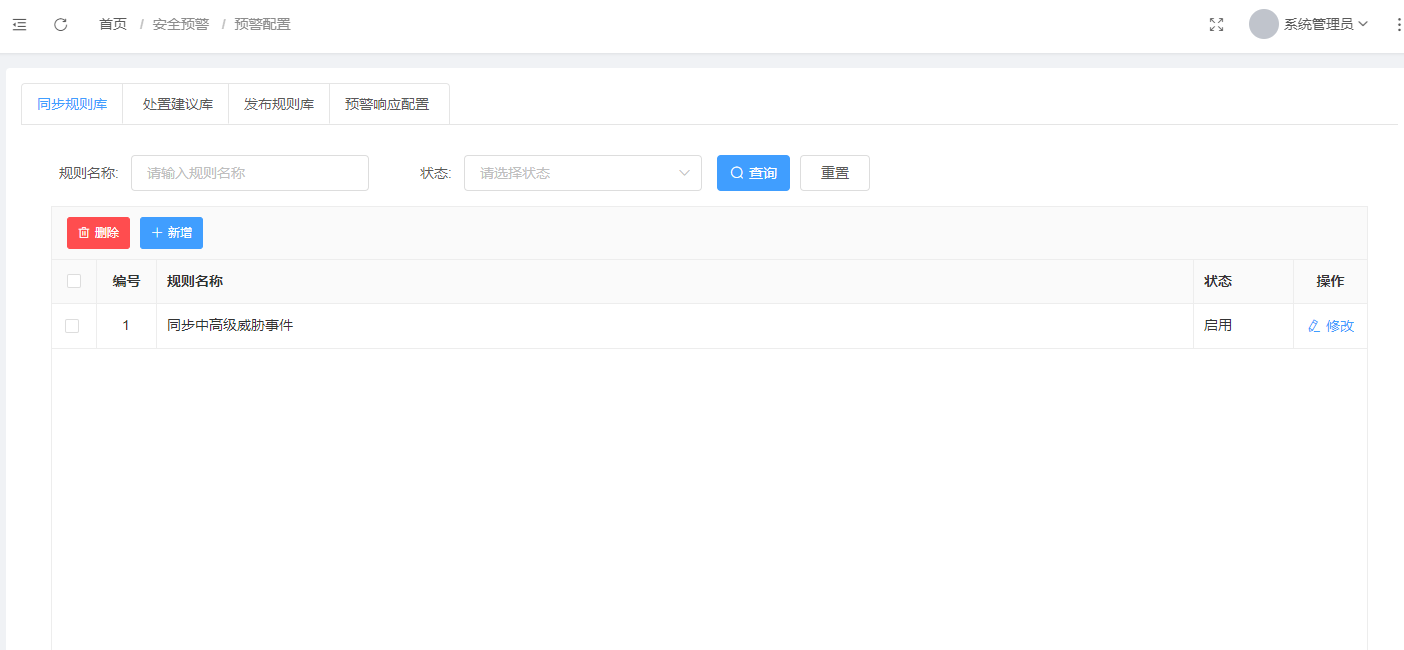 首页 / 安全预警 / 预警配置 系统管理员
同步规则库 处置建议库 发布规则库 预警响应配置
规则名称: 请输入规则名称 状态: 请选择状态 查询 重置
删除 新增
编号 规则名称 状态 操作
1 同步中高级威胁事件 启用 修改